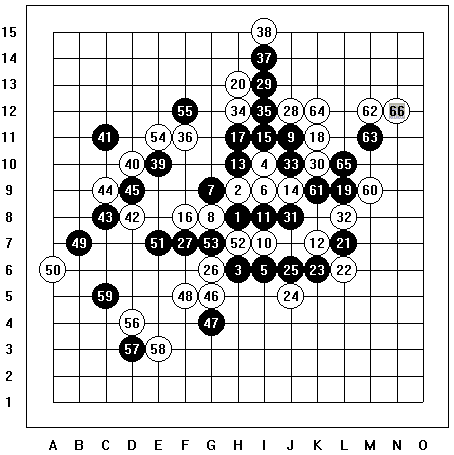 15 38
14 37
13 20 29
12 55 34 35 28 64 62 66
11 41 54 36 17 15 9 18 63
10 40 39 13 4 33 30 65
9 44 45 7 2 6 14 61 19 60
8 43 42 16 8 1 11 31 32
7 49 51 27 53 52 10 12 21
6 50 26 3 5 25 23 22
5 59 48 46 24
4 56 47
3 57 58
2
1
A B C D E F G H I J K L M N O